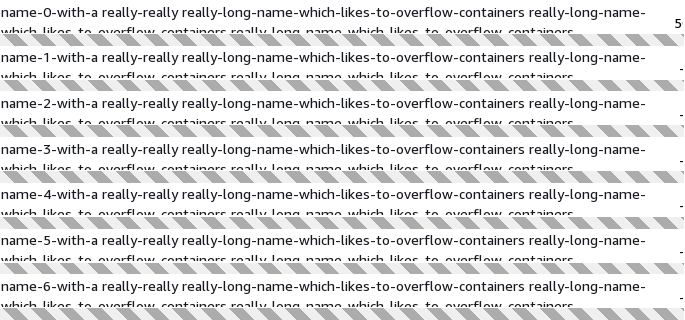 name-0-with-a really-really really-long-name-which-likes-to-overflow-containers really-long-name-
which-likes-to-overflow-containers really-long-name-which-likes-to-overflow-containers
5
name-1-with-a really-really really-long-name-which-likes-to-overflow-containers really-long-name-
which-likes-to-overflow-containers really-long-name-which-likes-to-overflow-containers
name-2-with-a really-really really-long-name-which-likes-to-overflow-containers really-long-name-
which-likes-to-overflow-containers really-long-name-which-likes-to-overflow-containers
name-3-with-a really-really really-long-name-which-likes-to-overflow-containers really-long-name-
which-likes-to-overflow-containers really-long-name-which-likes-to-overflow-containers
name-4-with-a really-really really-long-name-which-likes-to-overflow-containers really-long-name-
which-likes-to-overflow-containers really-long-name-which-likes-to-overflow-containers
name-5-with-a really-really really-long-name-which-likes-to-overflow-containers really-long-name-
which-likes-to-overflow-containers really-long-name-which-likes-to-overflow-containers
name-6-with-a really-really really-long-name-which-likes-to-overflow-containers really-long-name-
which-likes-to-overflow-containers really-long-name-which-likes-to-overflow-containers